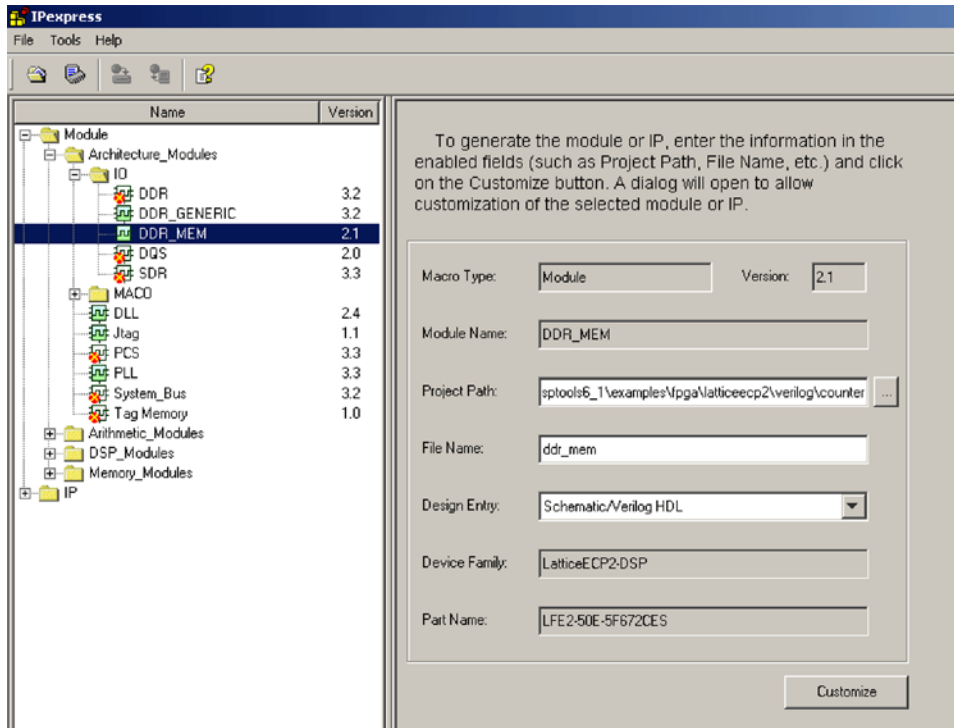 IPexpress
File Tools Help
Name Version
Module
Architecture_Modules
IO
DDR 3.2
DDR_GENERIC 3.2
DDR_MEM 2.1
DQS 2.0
SDR 3.3
MACO
DLL 2.4
Jtag 1.1
PCS 3.3
PLL 3.3
System_Bus 3.2
Tag Memory 1.0
Arithmetic_Modules
DSP_Modules
Memory_Modules
IP
To generate the module or IP, enter the information in the
enabled fields (such as Project Path, File Name, etc.) and click
on the Customize button. A dialog will open to allow
customization of the selected module or IP.
Macro Type: Module Version: 2.1
Module Name: DDR_MEM
Project Path: sptools6_1\examples\fpga\latticeecp2\verilog\counter ...
File Name: ddr_mem
Design Entry: Schematic/Verilog HDL
Device Family: LatticeECP2-DSP
Part Name: LFE2-50E-5F672CES
Customize